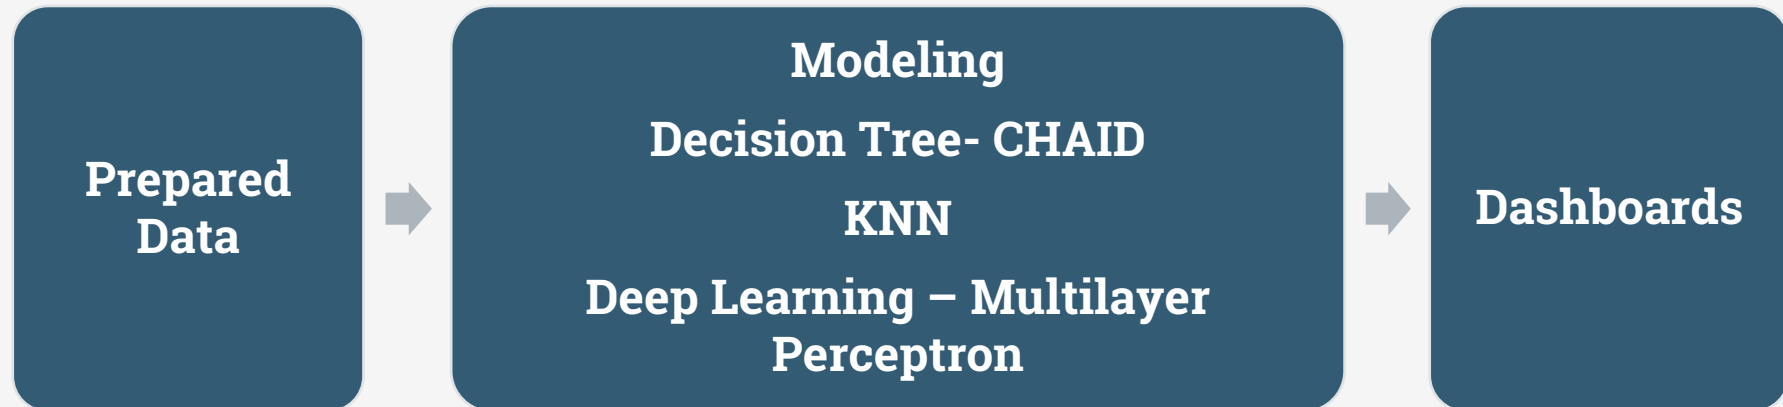 Prepared
Data
Modeling
Decision Tree- CHAID
KNN
Deep Learning – Multilayer
Perceptron
Dashboards